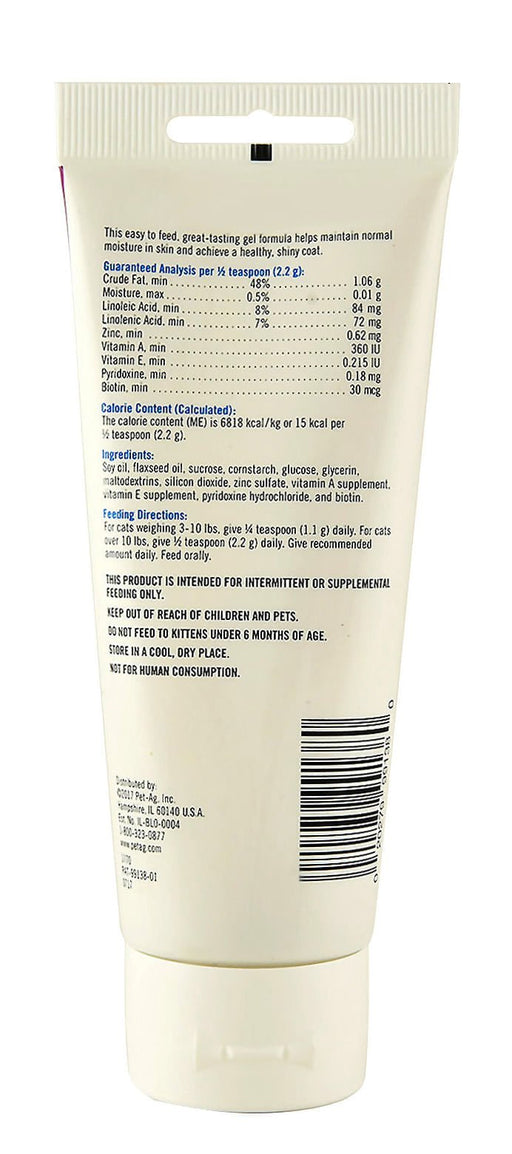 This easy to feed, great-tasting gel formula helps maintain normal
moisture in skin and achieve a healthy, shiny coat.
Guaranteed Analysis per ½ teaspoon (2.2 g):
Crude Fat, min .................... 48% .................... 1.06 g
Moisture, max .................... 0.5% .................... 0.01 g
Linoleic Acid, min .................... 8% .................... 84 mg
Linolenic Acid, min .................... 7% .................... 72 mg
Zinc, min .................... 0.62 mg
Vitamin A, min .................... 360 IU
Vitamin E, min .................... 0.215 IU
Pyridoxine, min .................... 0.18 mg
Biotin, min .................... 30 mcg
Calorie Content (Calculated):
The calorie content (ME) is 6818 kcal/kg or 15 kcal per
½ teaspoon (2.2 g).
Ingredients:
Soy oil, flaxseed oil, sucrose, cornstarch, glucose, glycerin,
maltodextrins, silicon dioxide, zinc sulfate, vitamin A supplement,
vitamin E supplement, pyridoxine hydrochloride, and biotin.
Feeding Directions:
For cats weighing 3-10 lbs, give ¼ teaspoon (1.1 g) daily. For cats
over 10 lbs, give ½ teaspoon (2.2 g) daily. Give recommended
amount daily. Feed orally.
THIS PRODUCT IS INTENDED FOR INTERMITTENT OR SUPPLEMENTAL
FEEDING ONLY.
KEEP OUT OF REACH OF CHILDREN AND PETS.
DO NOT FEED TO KITTENS UNDER 6 MONTHS OF AGE.
STORE IN A COOL, DRY PLACE.
NOT FOR HUMAN CONSUMPTION.
Distributed by:
©2017 Pet-Ag, Inc.
Hampshire, IL 60140 U.S.A.
Est. No. IL-BLO-0004
1-800-323-0877
www.petag.com
99138-01
0717